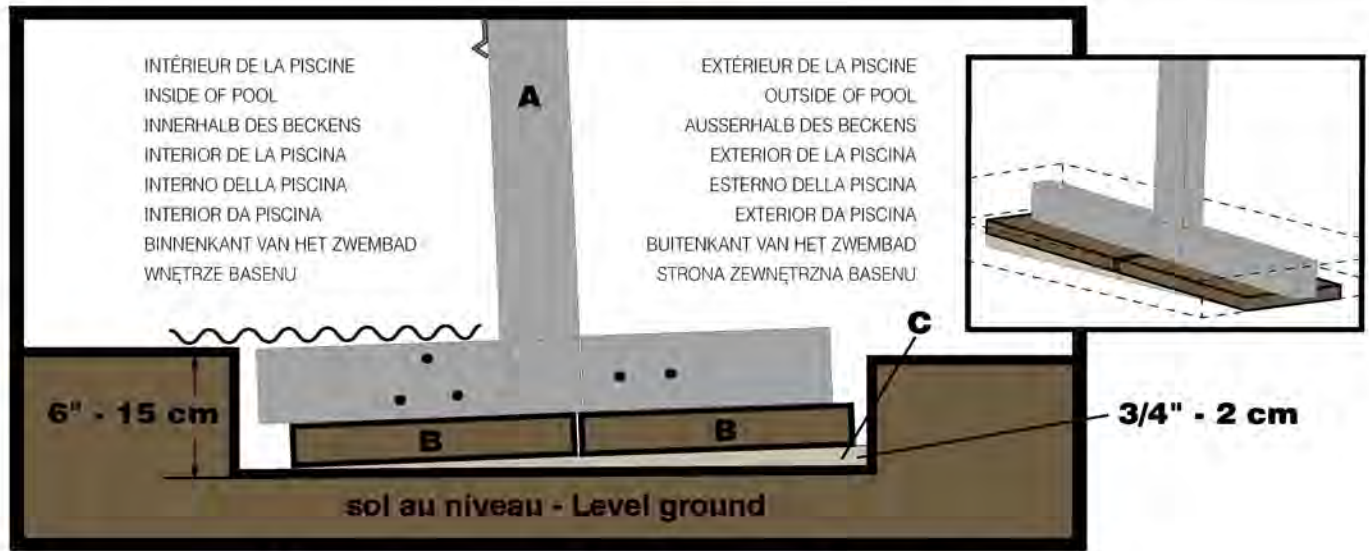 INTÉRIEUR DE LA PISCINE
INSIDE OF POOL
INNERHALB DES BECKENS
INTERIOR DE LA PISCINA
INTERNO DELLA PISCINA
INTERIOR DA PISCINA
BINNENKANT VAN HET ZWEMBAD
WNĘTRZE BASENU
A
EXTÉRIEUR DE LA PISCINE
OUTSIDE OF POOL
AUSSERHALB DES BECKENS
EXTERIOR DE LA PISCINA
ESTERNO DELLA PISCINA
EXTERIOR DA PISCINA
BUITENKANT VAN HET ZWEMBAD
STRONA ZEWNĘTRZNA BASENU
C
6" - 15 cm
B
B
3/4" - 2 cm
sol au niveau - Level ground